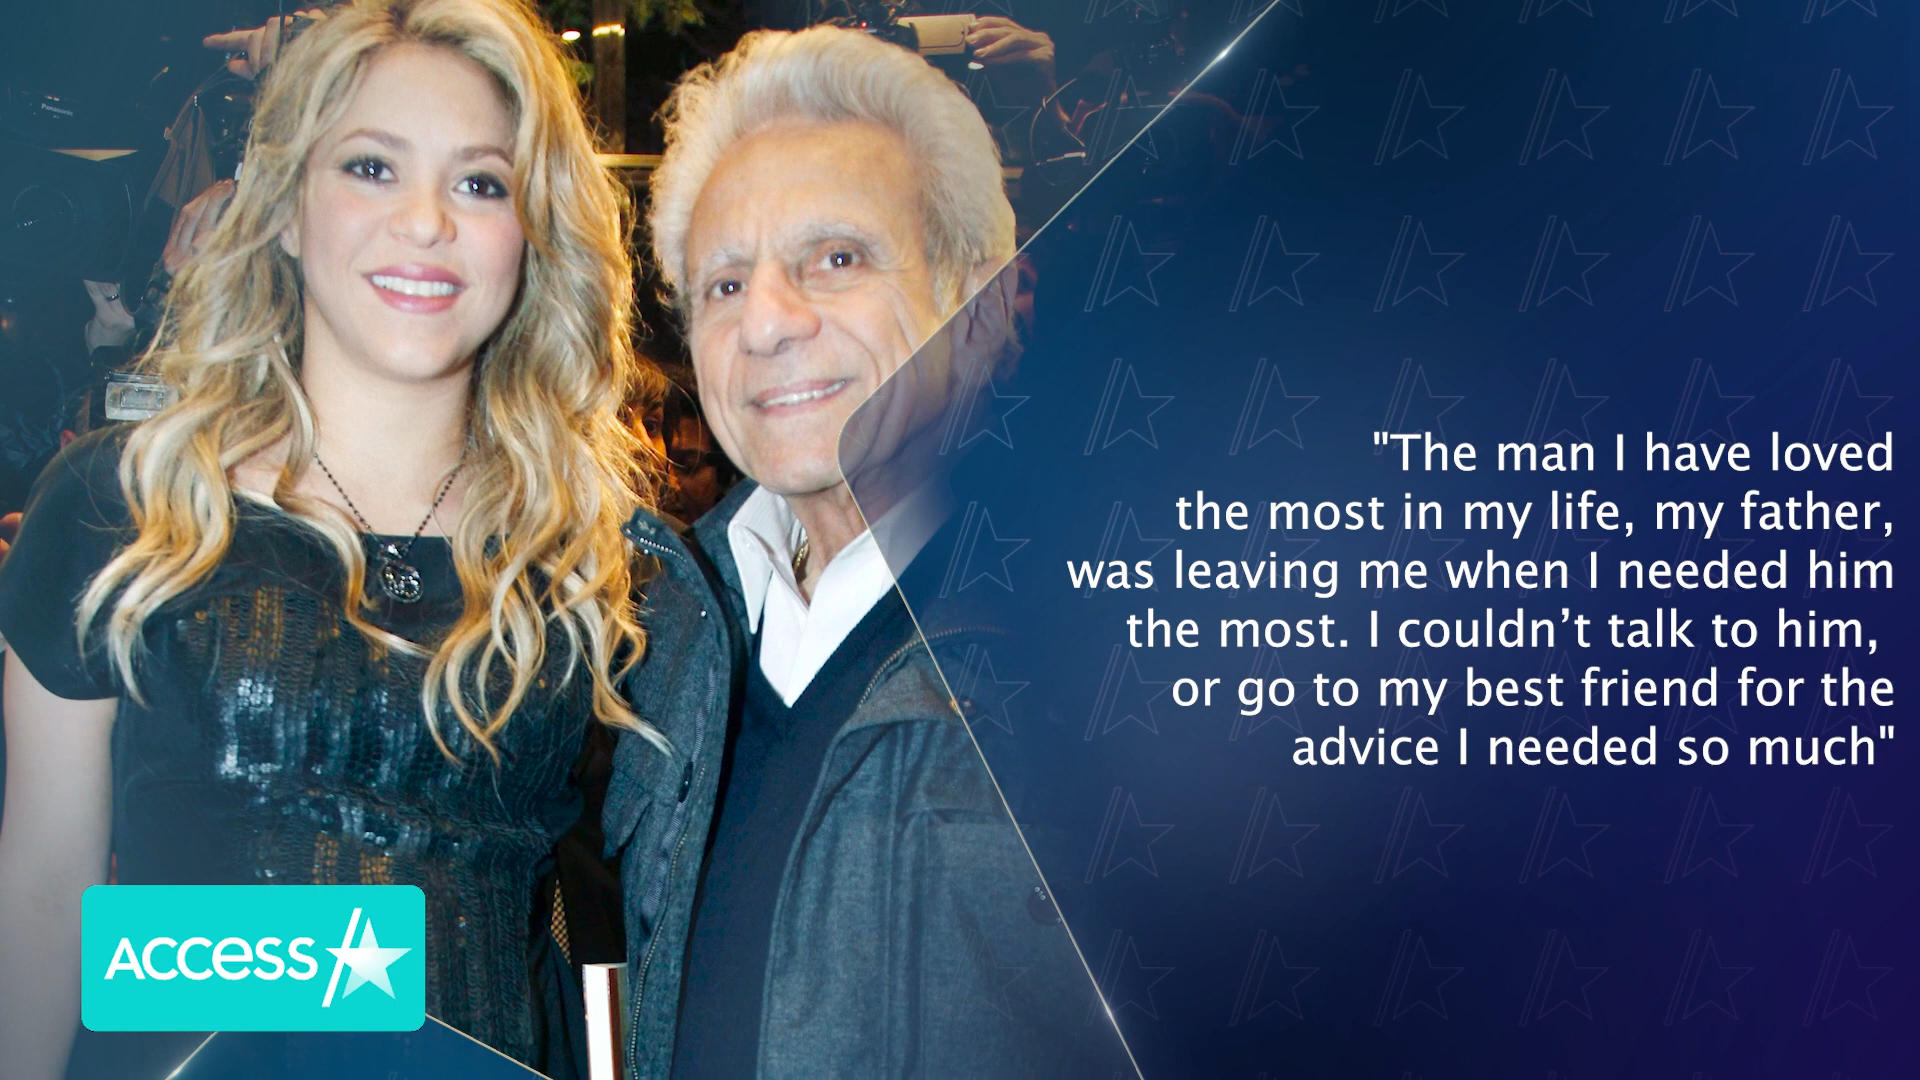 Panasonic
"The man I have loved
the most in my life, my father,
was leaving me when I needed him
the most. I couldn’t talk to him,
or go to my best friend for the
advice I needed so much"
ACCESS